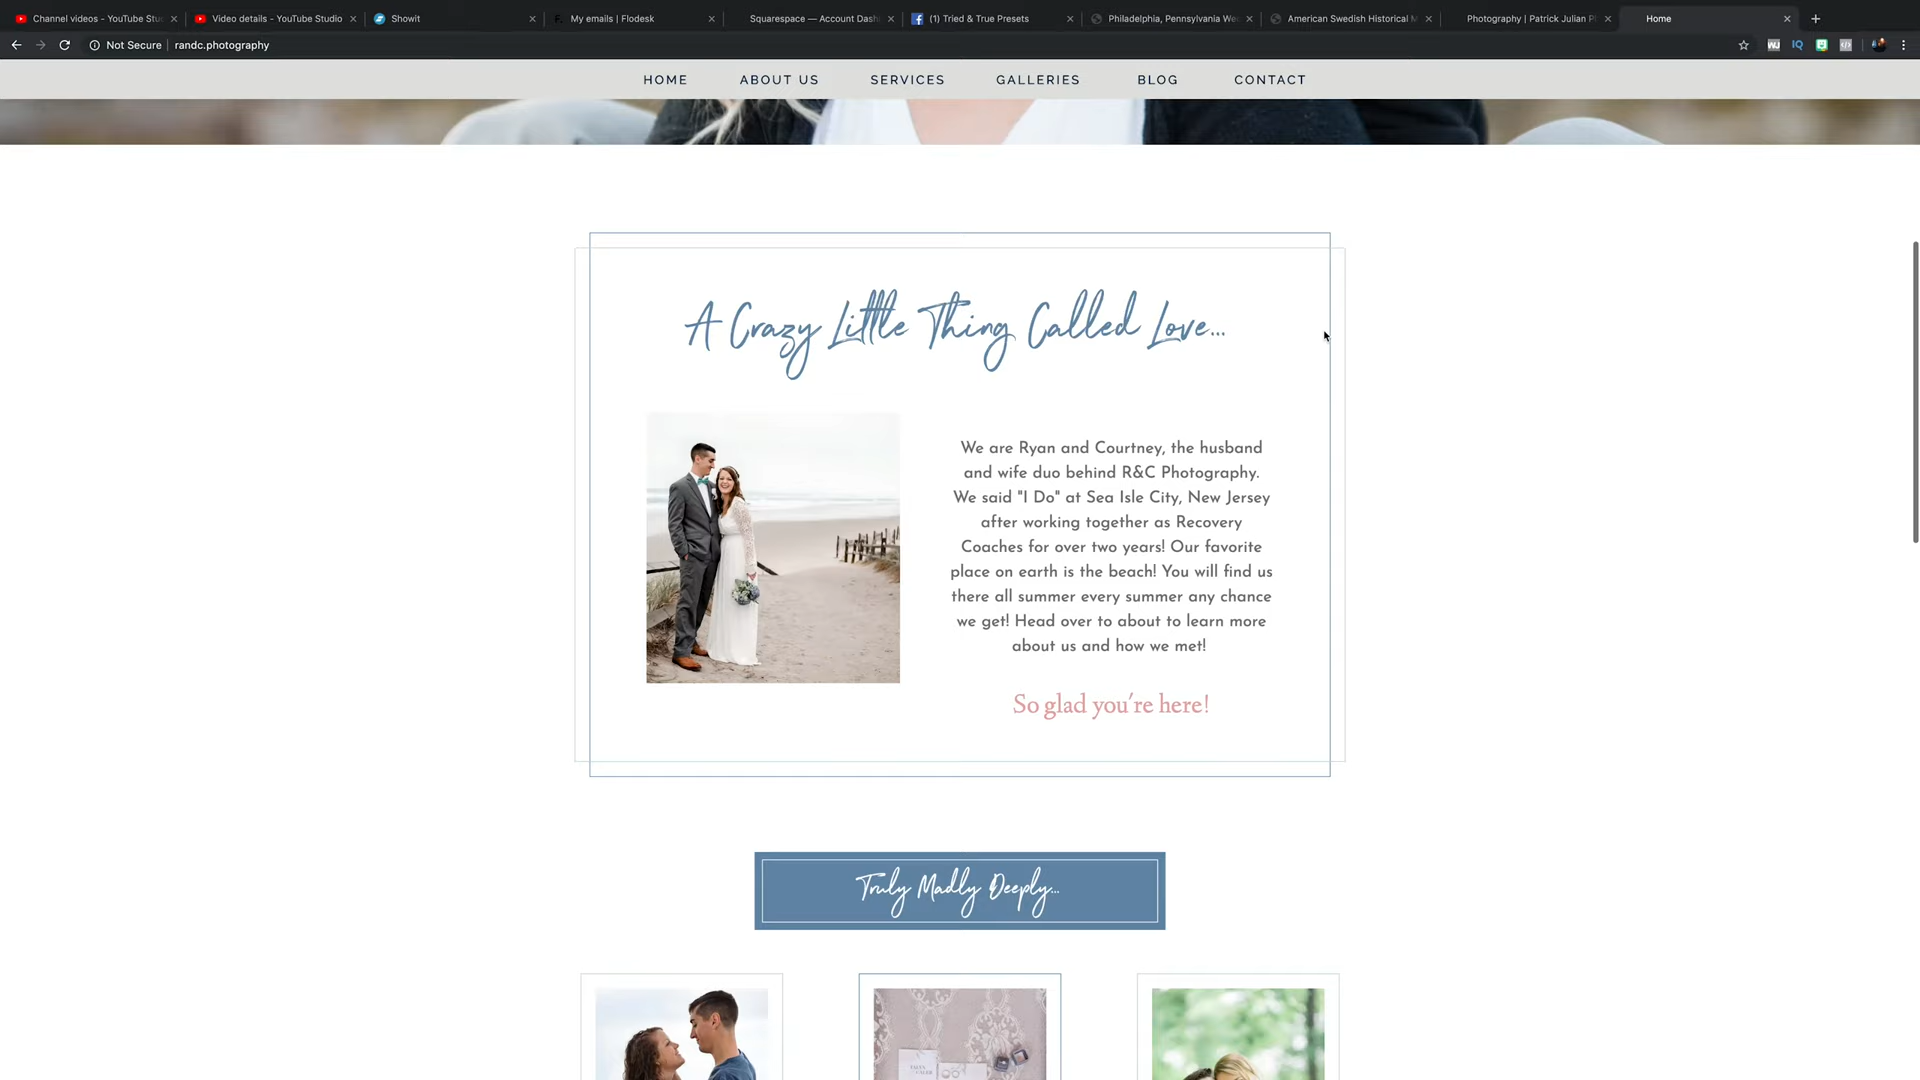 Channel videos - YouTube Stu
Video details - YouTube Studio
Showit
My emails | Flodesk
Squarespace — Account Dash
(1) Tried & True Presets
Philadelphia, Pennsylvania We
American Swedish Historical M
Photography | Patrick Julian P
Home
Not Secure | randc.photography
HOME
ABOUT US
SERVICES
GALLERIES
BLOG
CONTACT
A Crazy Little Thing Called Love...
We are Ryan and Courtney, the husband
and wife duo behind R&C Photography.
We said "I Do" at Sea Isle City, New Jersey
after working together as Recovery
Coaches for over two years! Our favorite
place on earth is the beach! You will find us
there all summer every summer any chance
we get! Head over to about to learn more
about us and how we met!
So glad you're here!
Truly Madly Deeply...